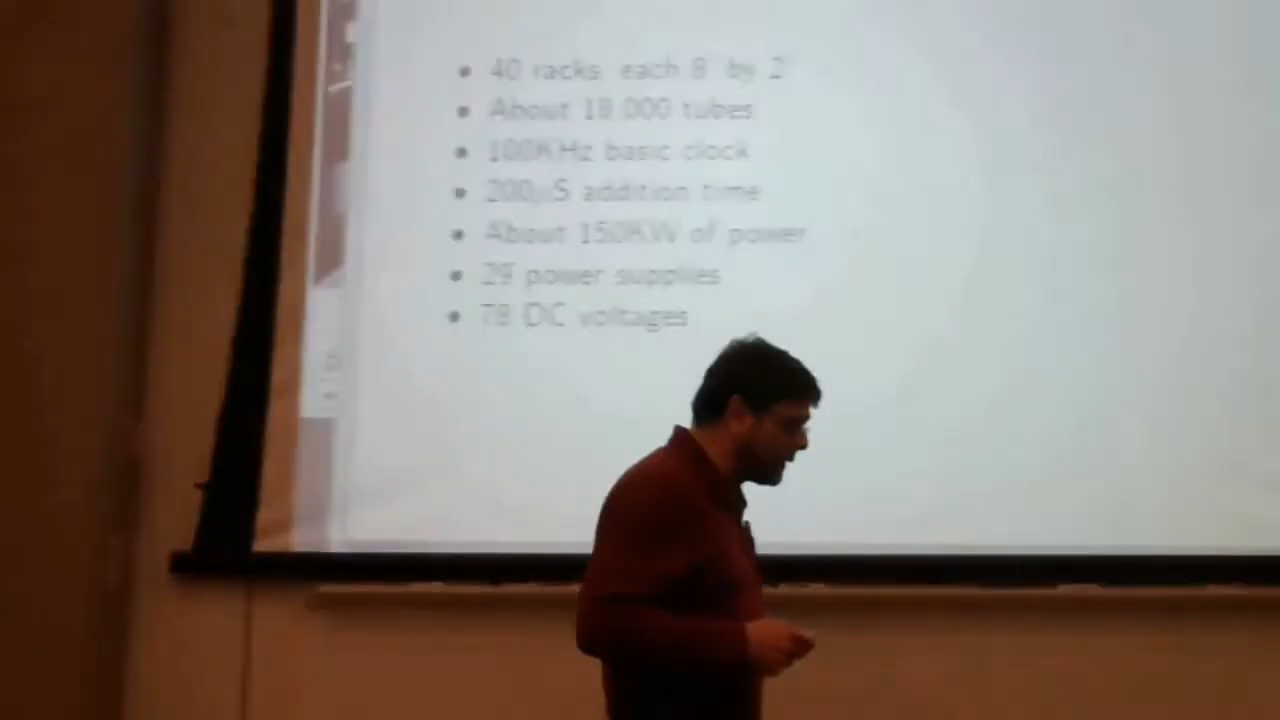 • 40 racks each 8' by 2'
• About 18,000 tubes
• 100KHz basic clock
• 200μS addition time
• About 150KW of power
• 29 power supplies
• 78 DC voltages